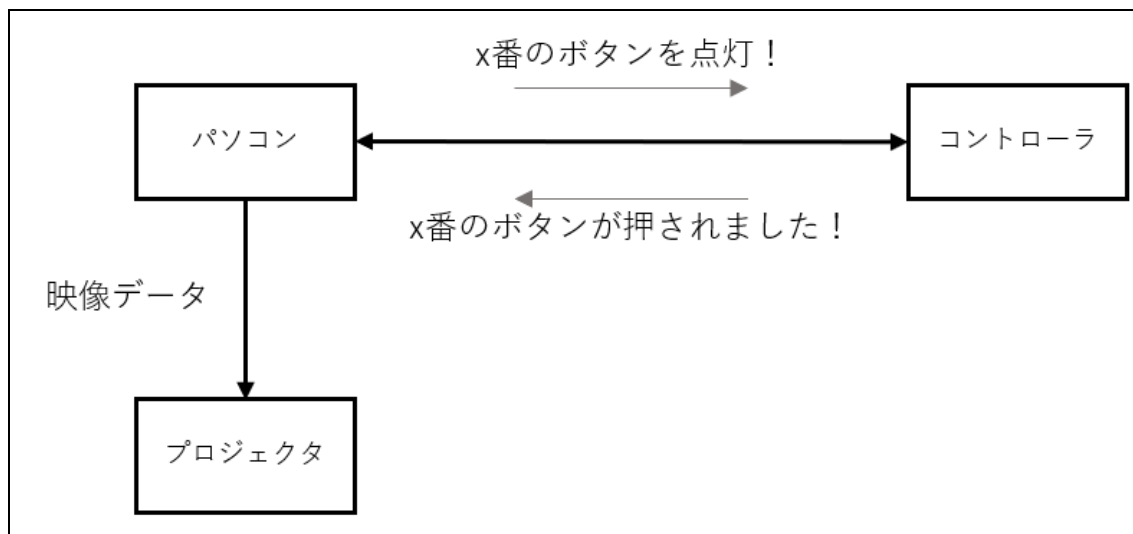 x番のボタンを点灯！
パソコン
コントローラ
x番のボタンが押されました！
映像データ
プロジェクタ